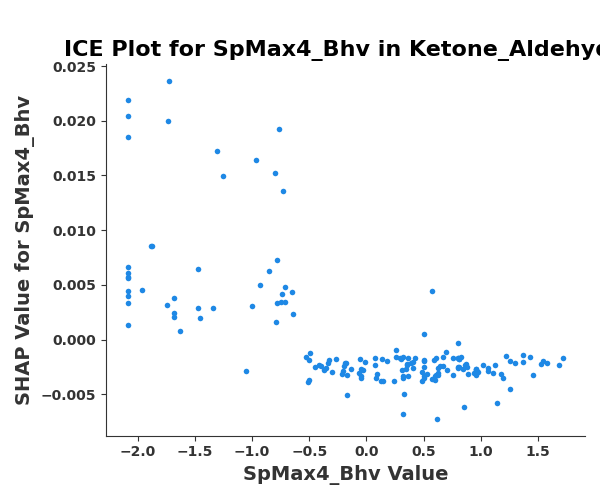 ICE Plot for SpMax4_Bhv in Ketone_Aldehyd
0.025
0.020
0.015
0.010
0.005
0.000
−0.005
SHAP Value for SpMax4_Bhv
−2.0 −1.5 −1.0 −0.5 0.0 0.5 1.0 1.5
SpMax4_Bhv Value